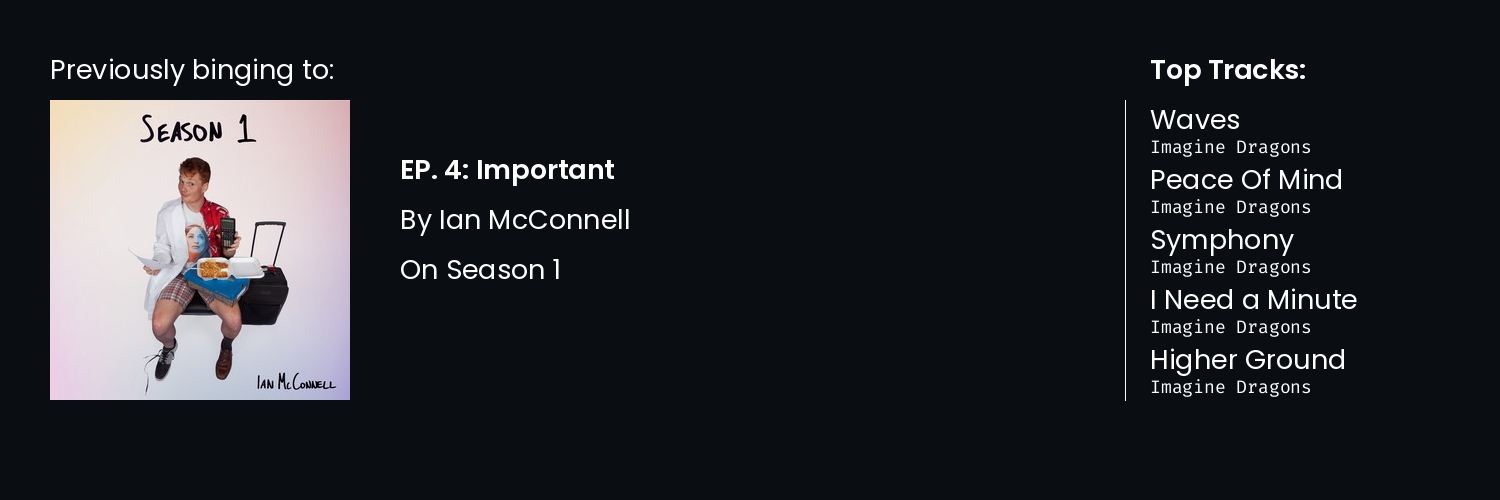 Previously binging to:
SEASON 1
IAN McCONNELL
EP. 4: Important
By Ian McConnell
On Season 1
Top Tracks:
Waves
Imagine Dragons
Peace Of Mind
Imagine Dragons
Symphony
Imagine Dragons
I Need a Minute
Imagine Dragons
Higher Ground
Imagine Dragons